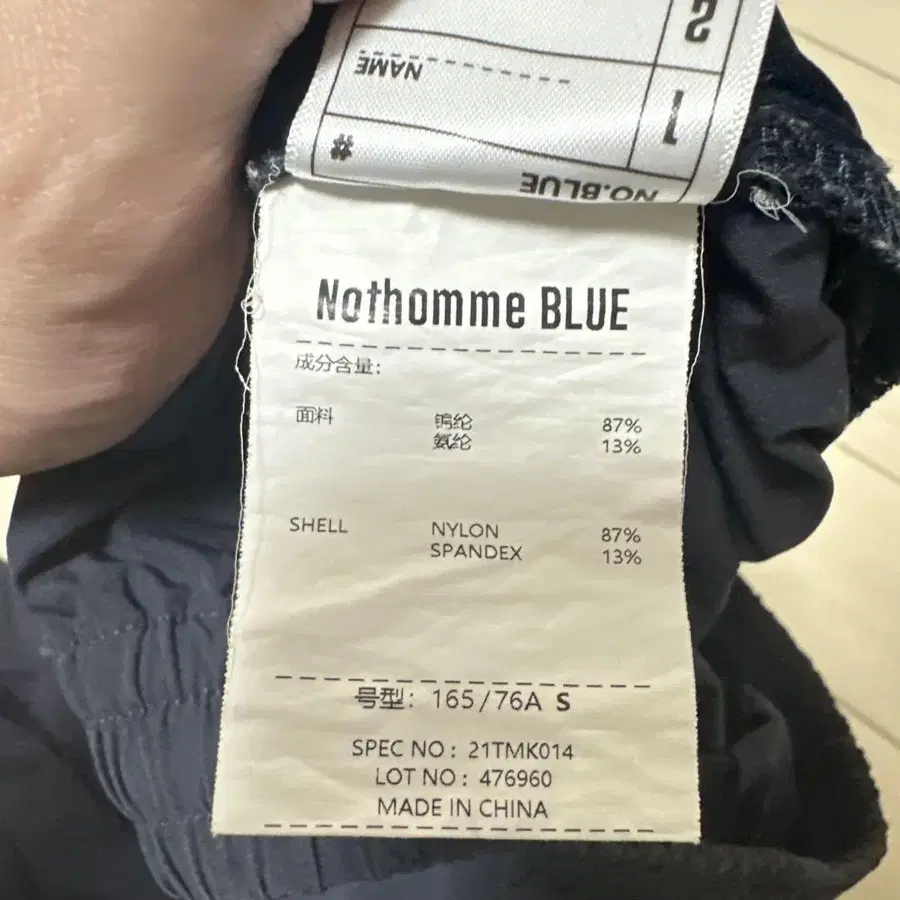 2
NAME
1
#
NO.BLUE
Nothomme BLUE
成分含量:
面料 锦纶 87%
氨纶 13%
SHELL NYLON 87%
SPANDEX 13%
号型: 165/76A S
SPEC NO : 21TMK014
LOT NO : 476960
MADE IN CHINA